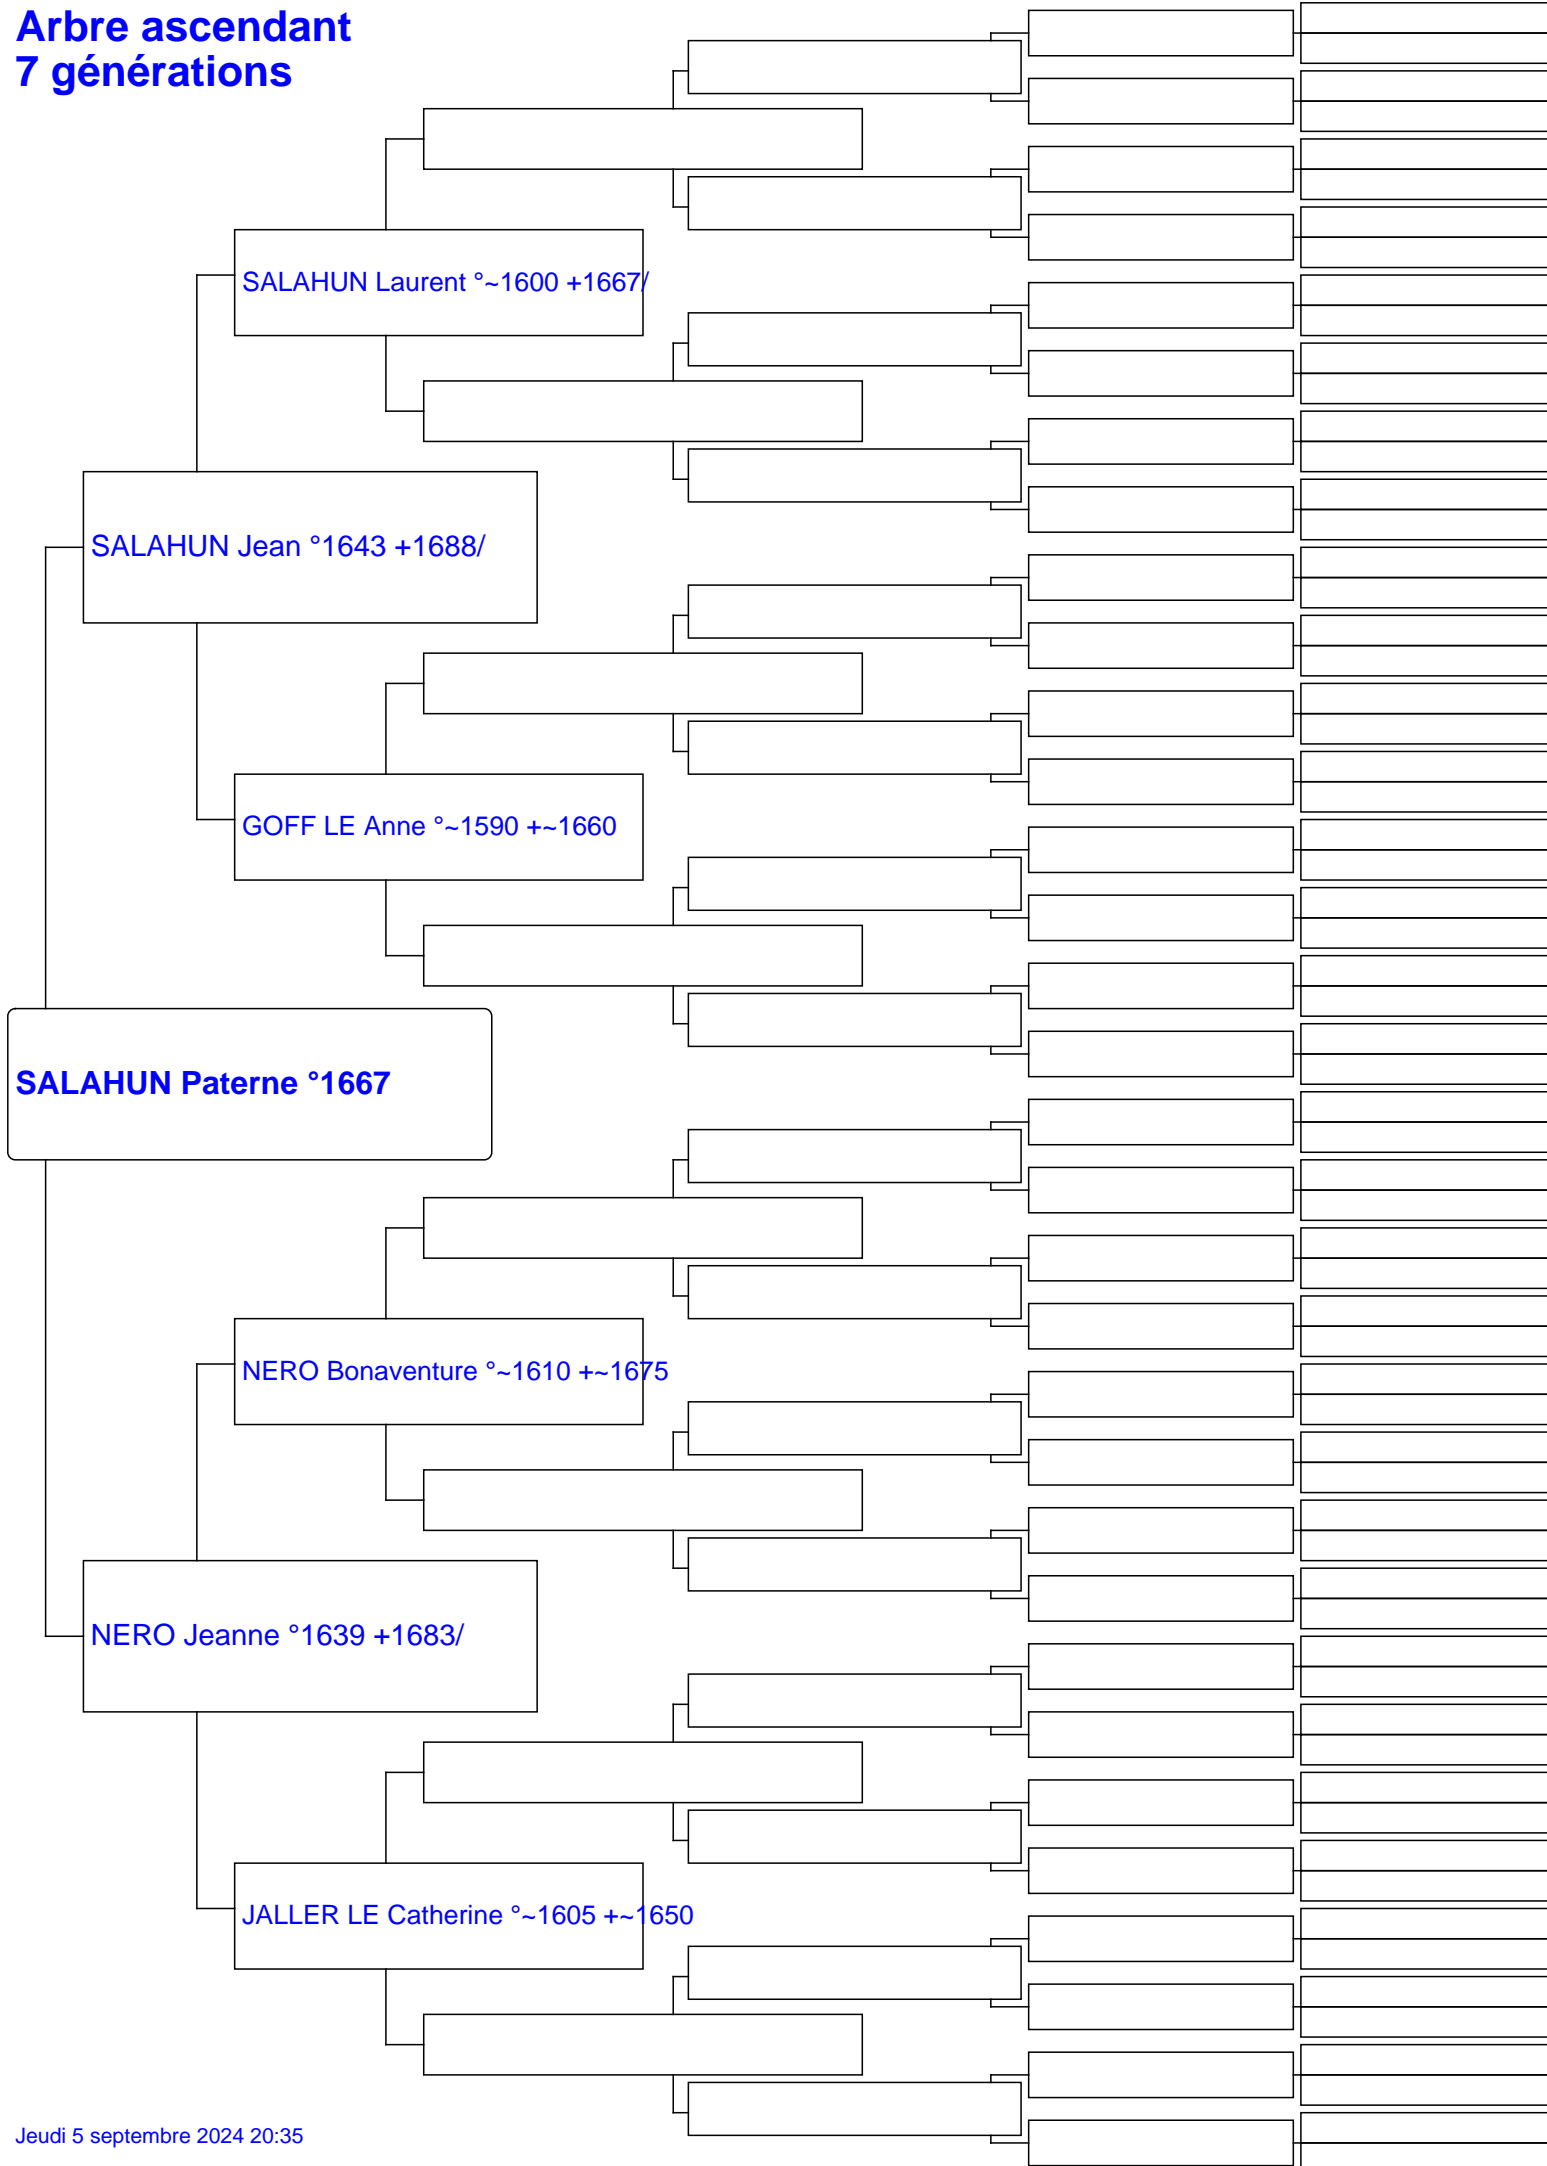 Arbre ascendant
7 générations
SALAHUN Laurent °~1600 +1667/
SALAHUN Jean °1643 +1688/
GOFF LE Anne °~1590 +~1660
SALAHUN Paterne °1667
NERO Bonaventure °~1610 +~1675
NERO Jeanne °1639 +1683/
JALLER LE Catherine °~1605 +~1650
Jeudi 5 septembre 2024 20:35